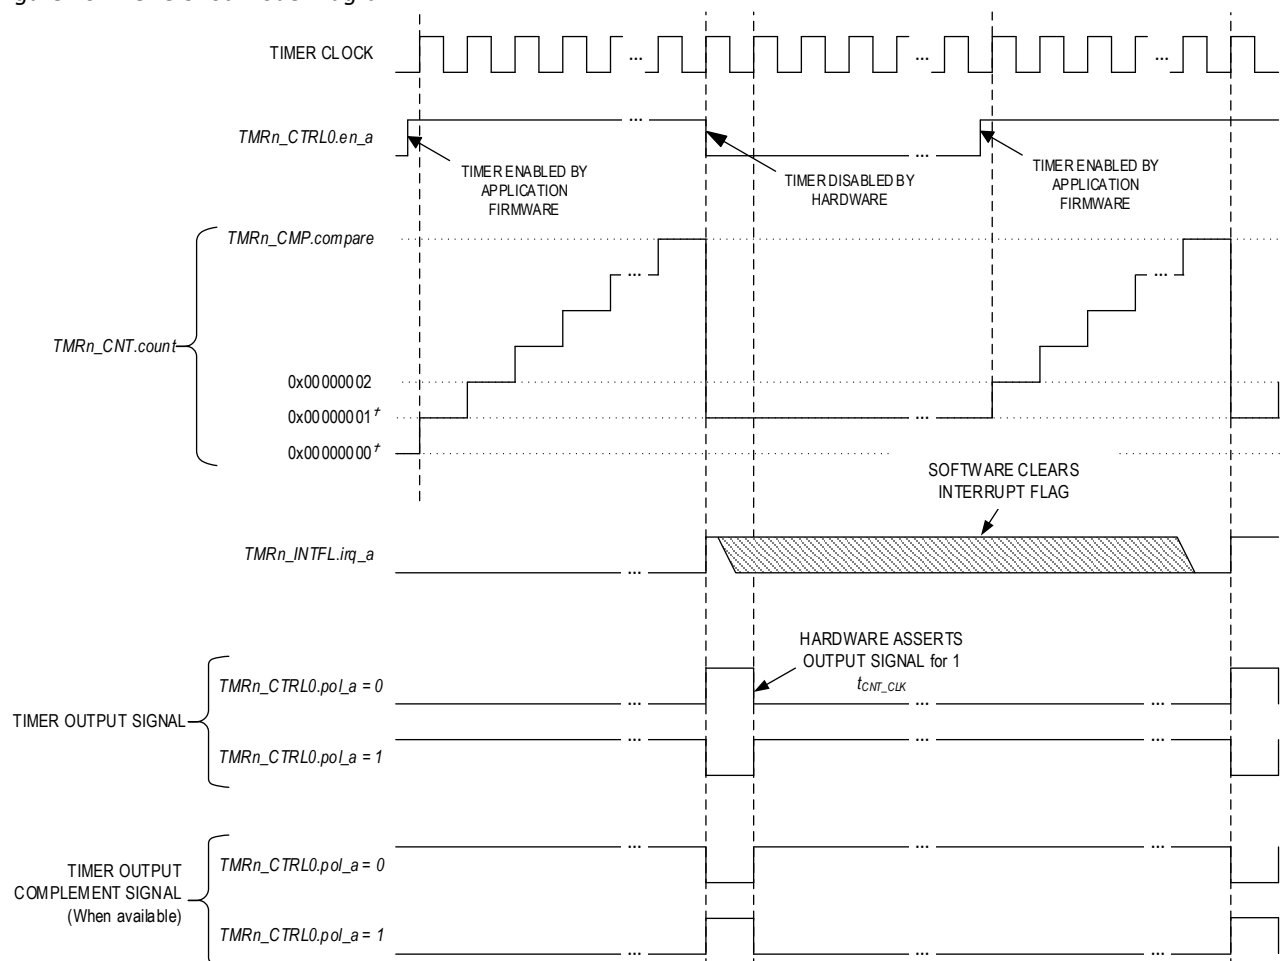 TIMER CLOCK
...
...
...
TMRn_CTRL0.en_a
...
...
TIMER ENABLED BY
APPLICATION
FIRMWARE
TIMER DISABLED BY
HARDWARE
TIMER ENABLED BY
APPLICATION
FIRMWARE
TMRn_CMP.compare
...
...
TMRn_CNT.count
0x00000002
0x00000001†
...
0x00000000†
SOFTWARE CLEARS
INTERRUPT FLAG
TMRn_INTFL.irq_a
...
HARDWARE ASSERTS
OUTPUT SIGNAL for 1
tCNT_CLK
TIMER OUTPUT SIGNAL
TMRn_CTRL0.pol_a = 0
...
...
...
TMRn_CTRL0.pol_a = 1
...
...
...
TIMER OUTPUT
COMPLEMENT SIGNAL
(When available)
TMRn_CTRL0.pol_a = 0
...
...
...
TMRn_CTRL0.pol_a = 1
...
...
...